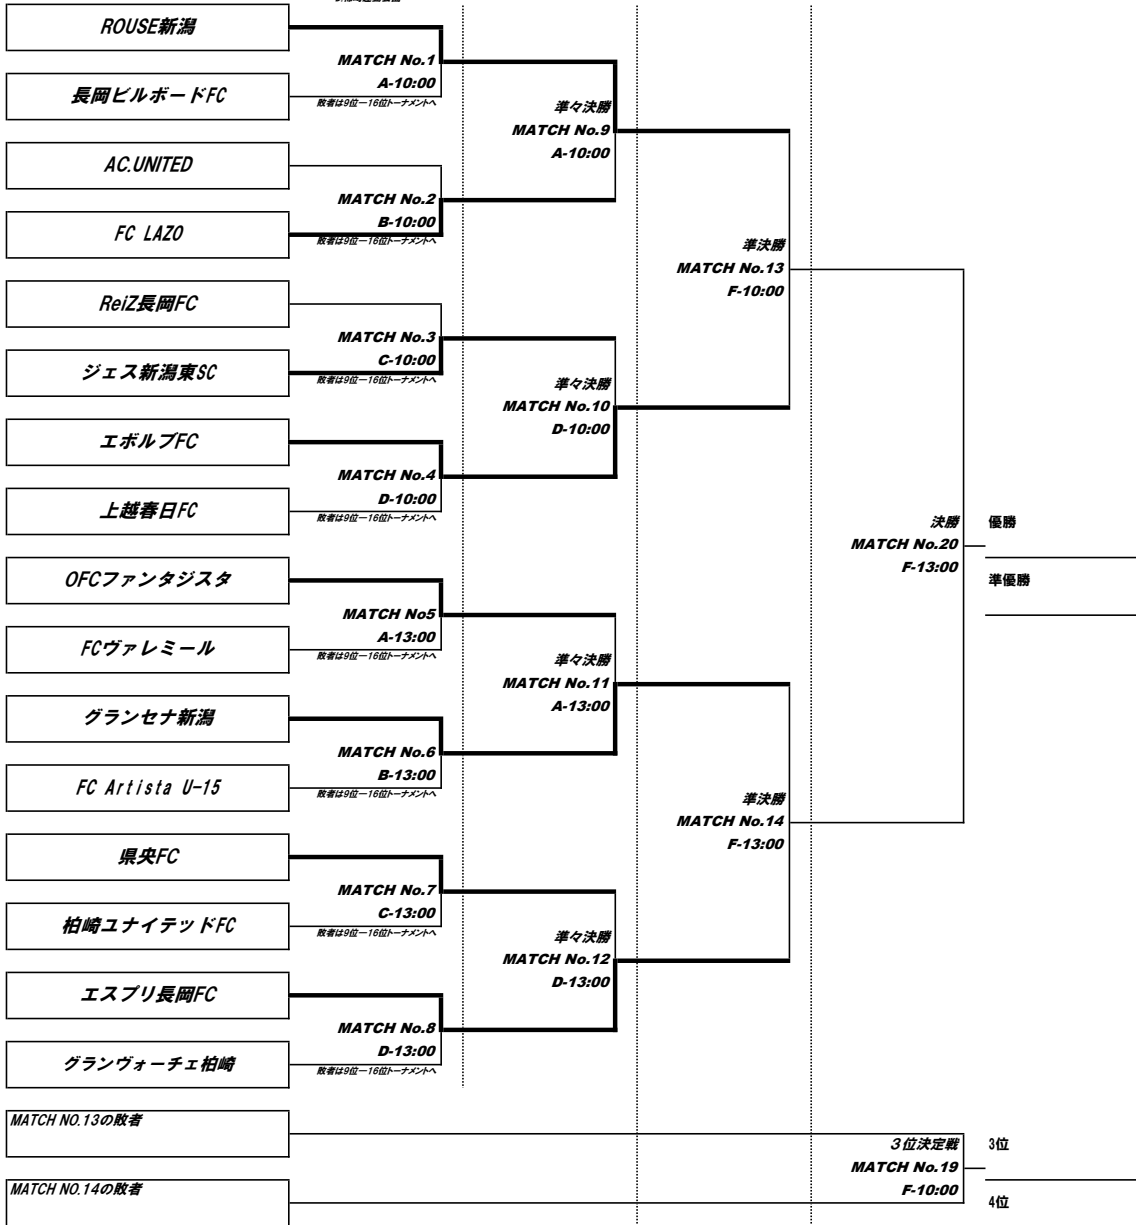 ROUSE新潟
MATCH No.1
A-10:00
長岡ビルボードFC
敗者は9位ー16位トーナメントへ
準々決勝
MATCH No.9
A-10:00
AC.UNITED
MATCH No.2
B-10:00
FC LAZO
敗者は9位ー16位トーナメントへ
準決勝
MATCH No.13
F-10:00
ReiZ長岡FC
MATCH No.3
C-10:00
ジェス新潟東SC
敗者は9位ー16位トーナメントへ
準々決勝
MATCH No.10
D-10:00
エボルブFC
MATCH No.4
D-10:00
上越春日FC
敗者は9位ー16位トーナメントへ
決勝
MATCH No.20
F-13:00
優勝
準優勝
OFCファンタジスタ
MATCH No5
A-13:00
FCヴァレミール
敗者は9位ー16位トーナメントへ
準々決勝
MATCH No.11
A-13:00
グランセナ新潟
MATCH No.6
B-13:00
FC Artista U-15
敗者は9位ー16位トーナメントへ
準決勝
MATCH No.14
F-13:00
県央FC
MATCH No.7
C-13:00
柏崎ユナイテッドFC
敗者は9位ー16位トーナメントへ
準々決勝
MATCH No.12
D-13:00
エスプリ長岡FC
MATCH No.8
D-13:00
グランヴォーチェ柏崎
敗者は9位ー16位トーナメントへ
MATCH NO.13の敗者
3位決定戦
MATCH No.19
F-10:00
3位
4位
MATCH NO.14の敗者